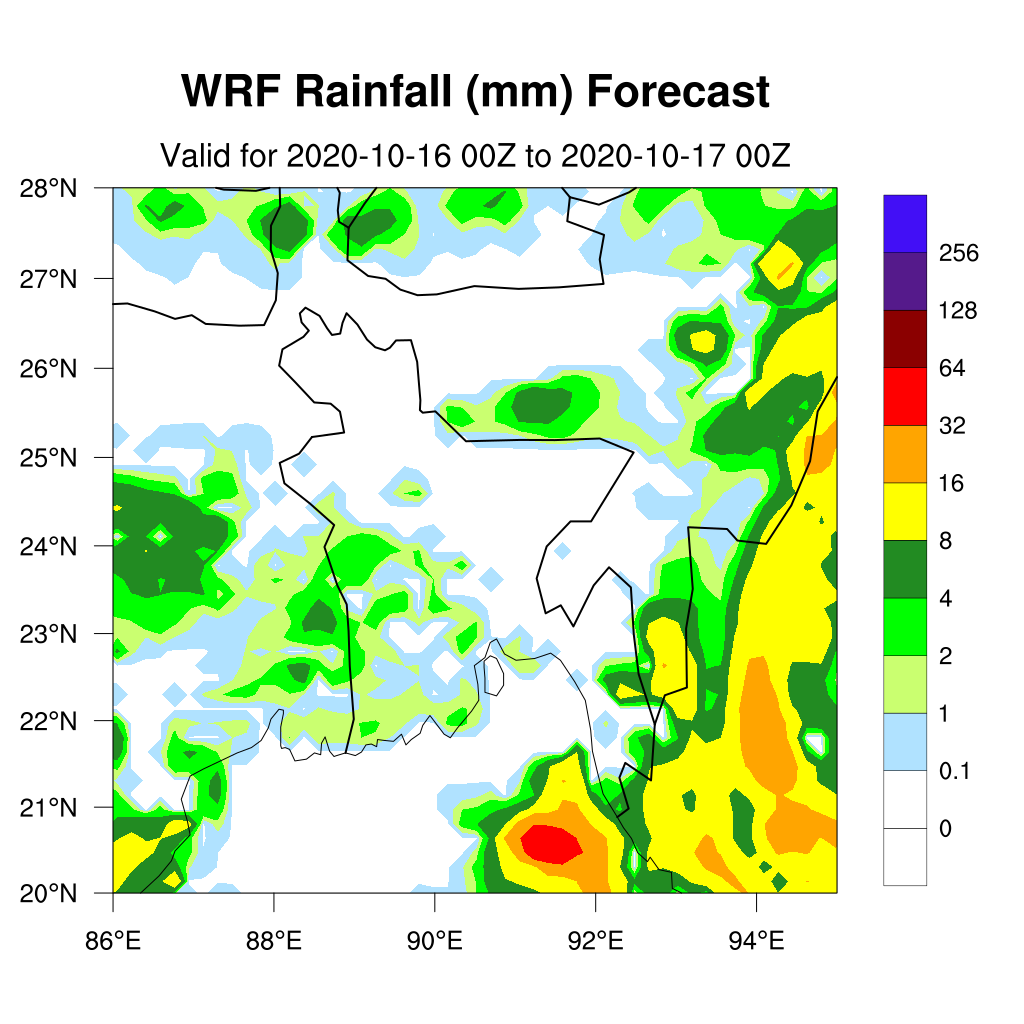 WRF Rainfall (mm) Forecast
Valid for 2020-10-16 00Z to 2020-10-17 00Z
28°N
27°N
26°N
25°N
24°N
23°N
22°N
21°N
20°N
86°E 88°E 90°E 92°E 94°E
256
128
64
32
16
8
4
2
1
0.1
0